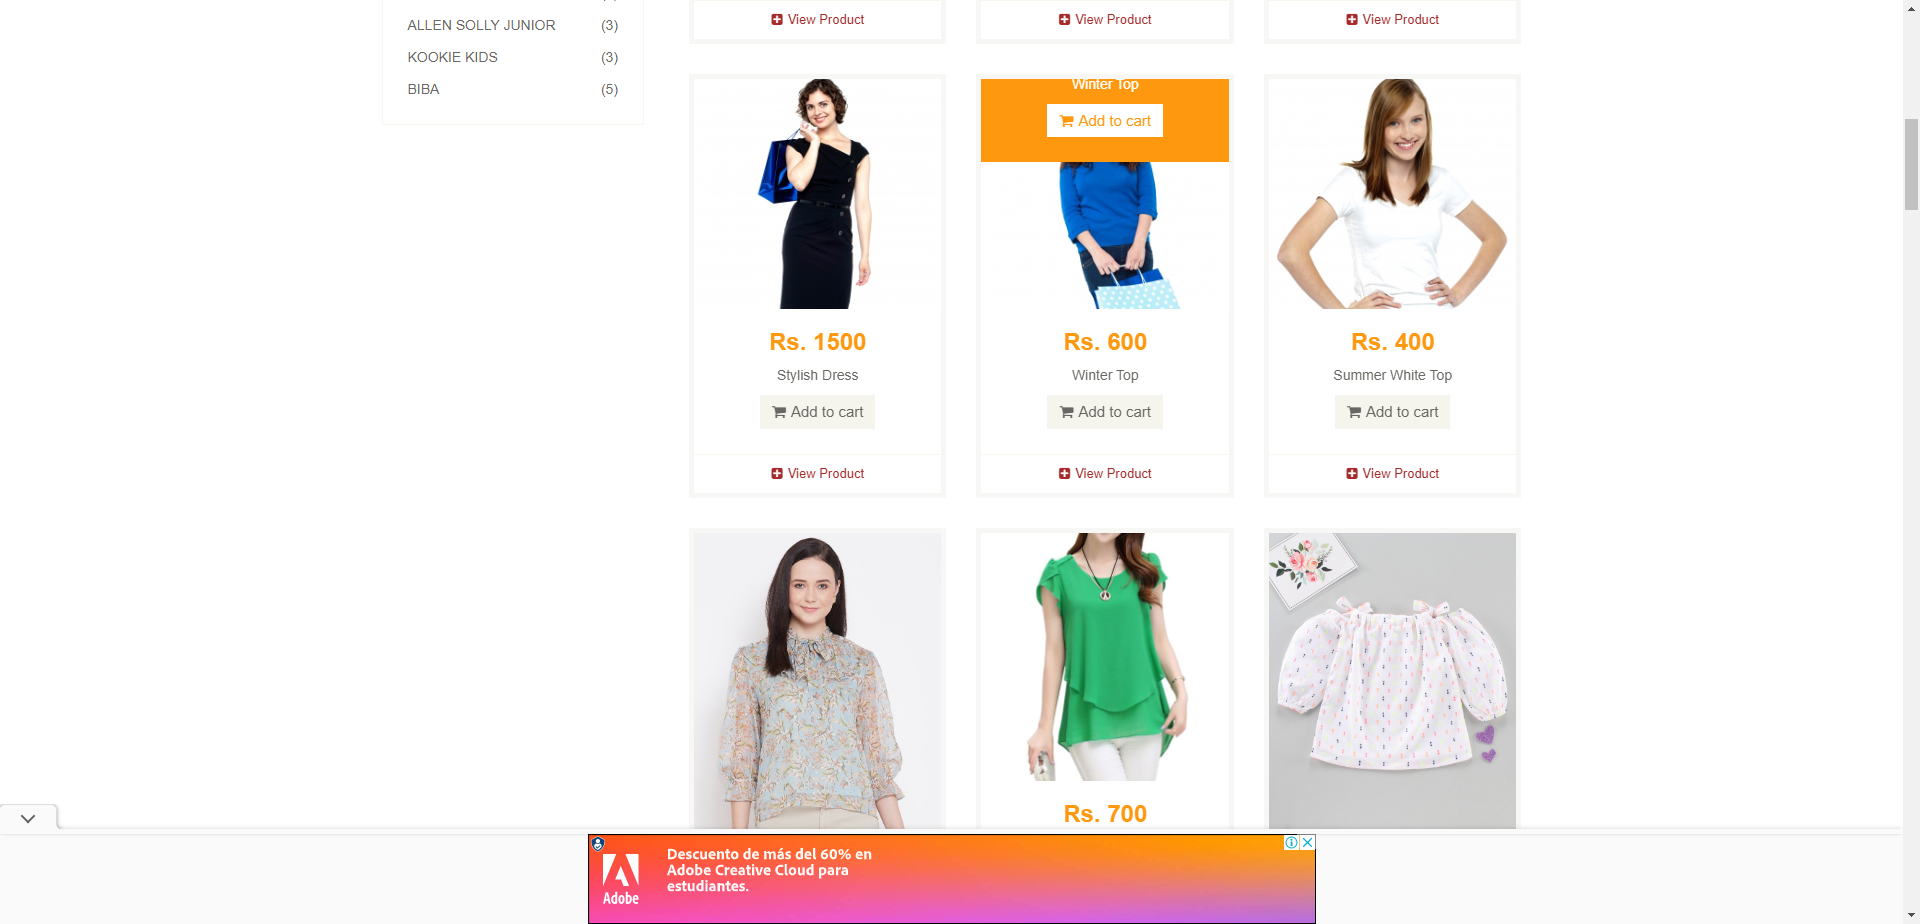 ALLEN SOLLY JUNIOR (3)
KOOKIE KIDS (3)
BIBA (5)
View Product
View Product
View Product
Rs. 1500
Stylish Dress
Add to cart
View Product
Winter Top
Add to cart
Rs. 600
Winter Top
Add to cart
View Product
Rs. 400
Summer White Top
Add to cart
View Product
Rs. 700
Adobe
Descuento de más del 60% en
Adobe Creative Cloud para
estudiantes.